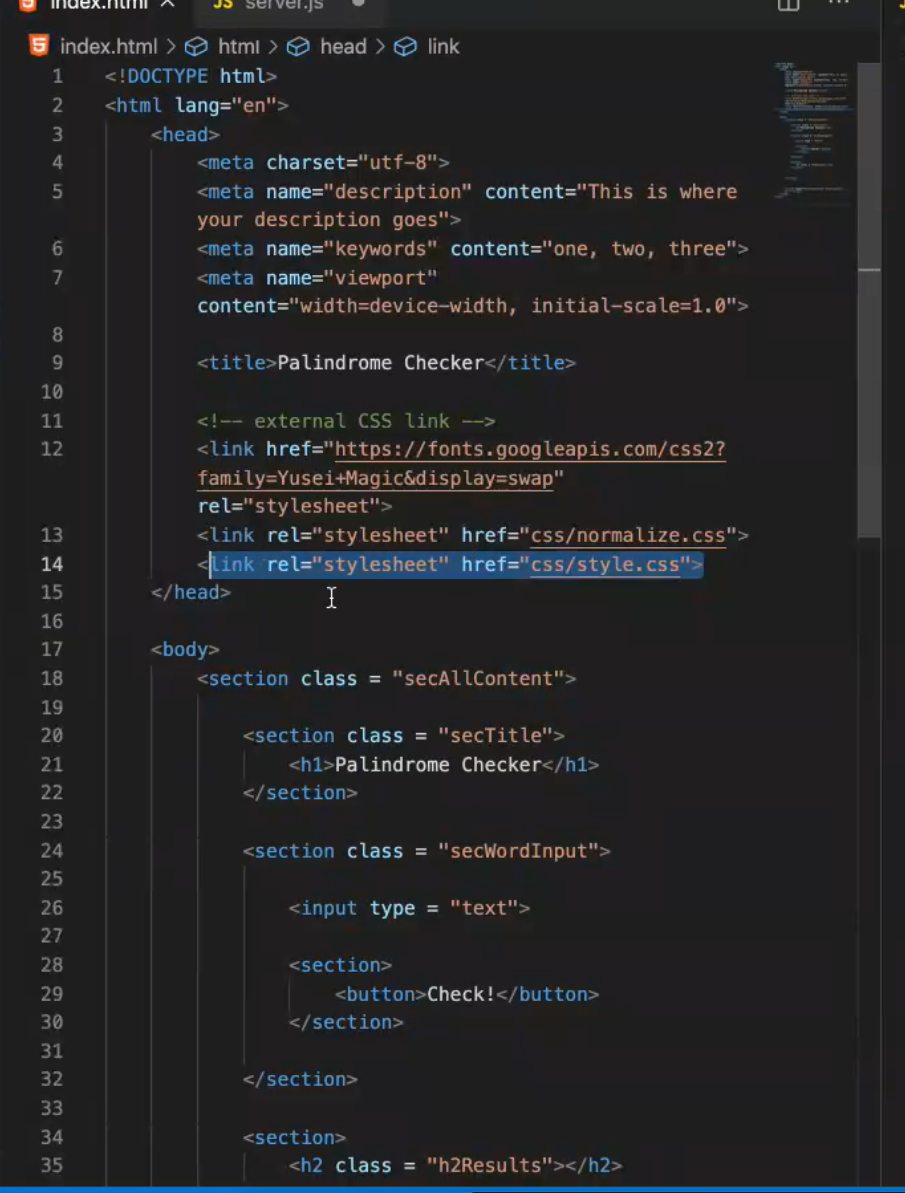 index.html
JS server.js
index.html > html > head > link
1 <!DOCTYPE html>
2 <html lang="en">
3 <head>
4 <meta charset="utf-8">
5 <meta name="description" content="This is where
your description goes">
6 <meta name="keywords" content="one, two, three">
7 <meta name="viewport"
content="width=device-width, initial-scale=1.0">
8
9 <title>Palindrome Checker</title>
10
11 <!-- external CSS link -->
12 <link href="https://fonts.googleapis.com/css2?
family=Yusei+Magic&display=swap"
rel="stylesheet">
13 <link rel="stylesheet" href="css/normalize.css">
14 <link rel="stylesheet" href="css/style.css">
15 </head>
16
17 <body>
18 <section class = "secAllContent">
19
20 <section class = "secTitle">
21 <h1>Palindrome Checker</h1>
22 </section>
23
24 <section class = "secWordInput">
25
26 <input type = "text">
27
28 <section>
29 <button>Check!</button>
30 </section>
31
32 </section>
33
34 <section>
35 <h2 class = "h2Results"></h2>